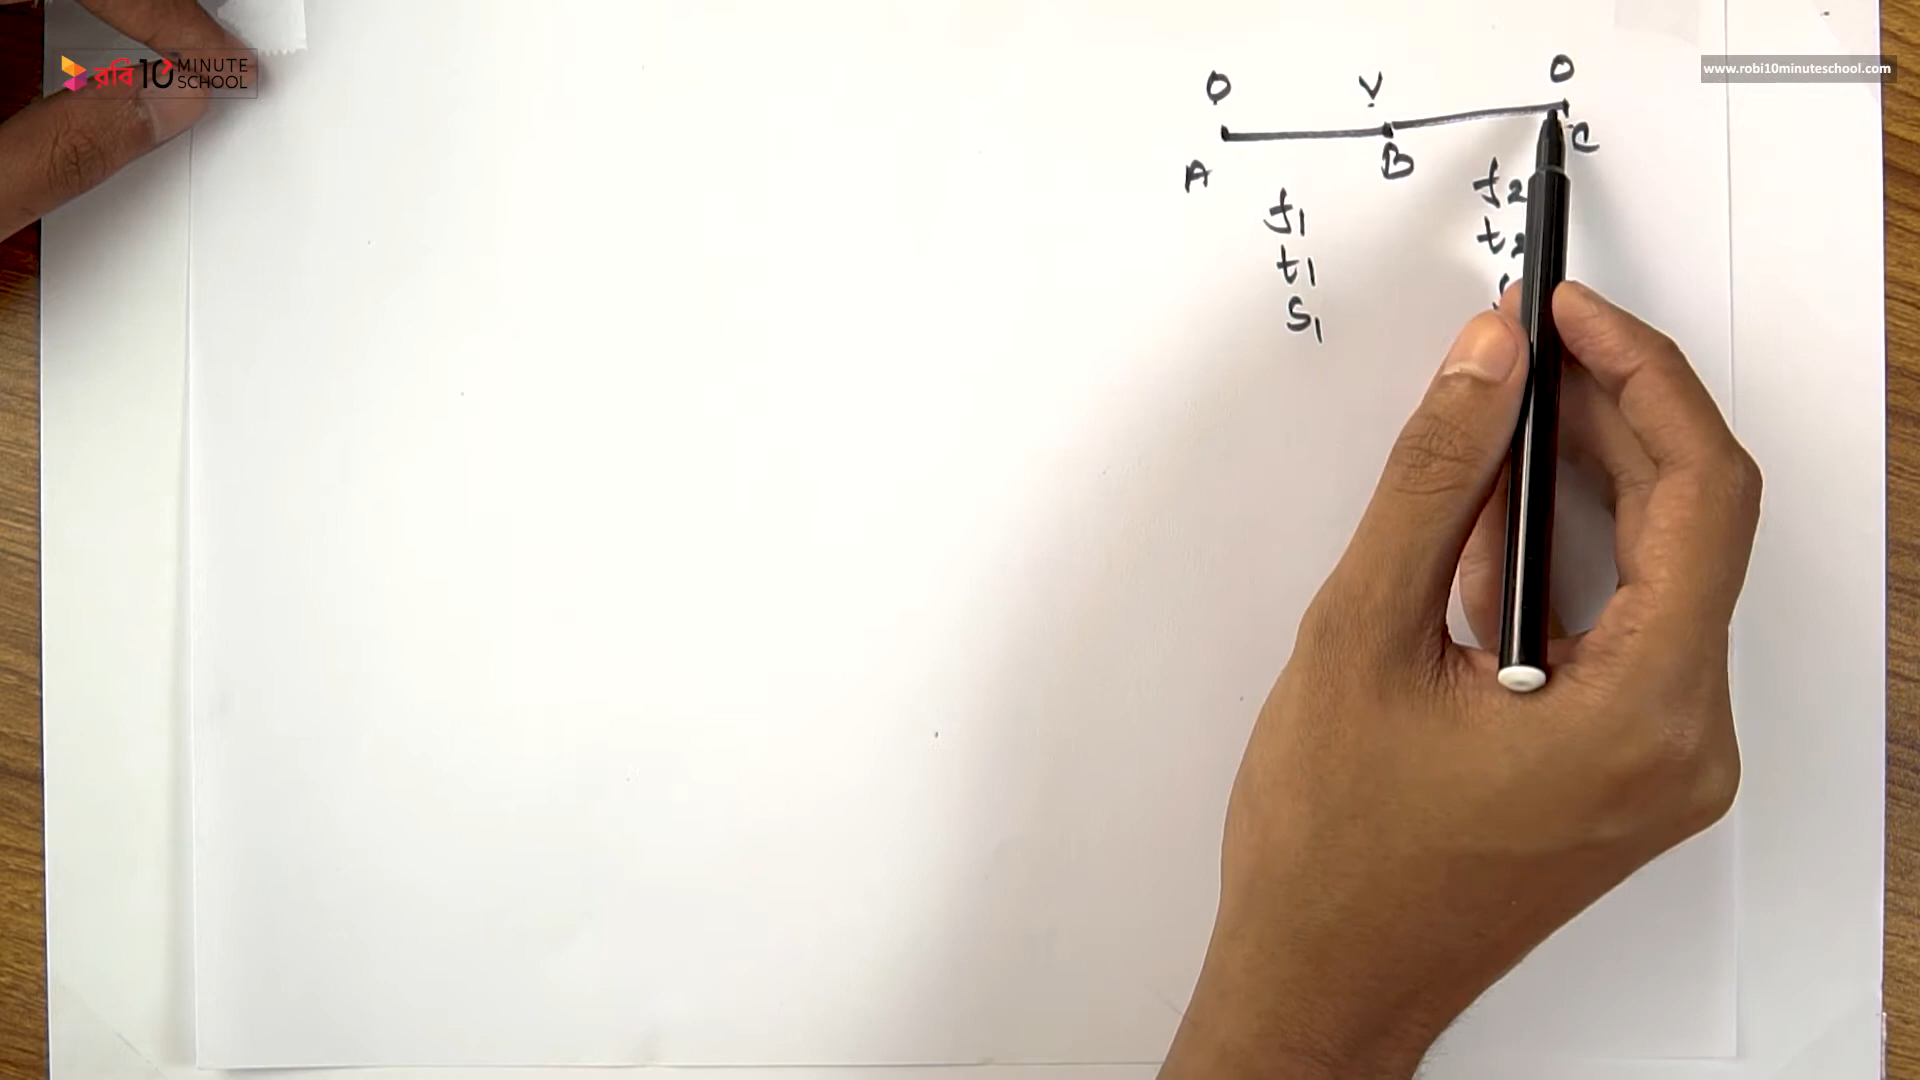 রবি 10 MINUTE SCHOOL
www.robi10minuteschool.com
0 V 0
A B C
f1 f2
t1 t2
S1